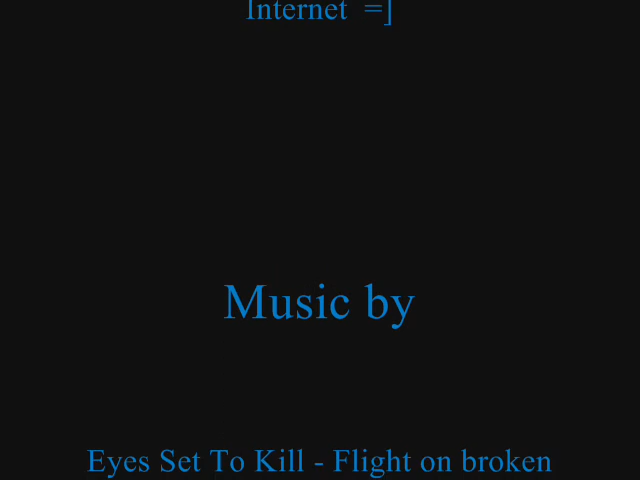 Internet =]
Music by
Eyes Set To Kill - Flight on broken